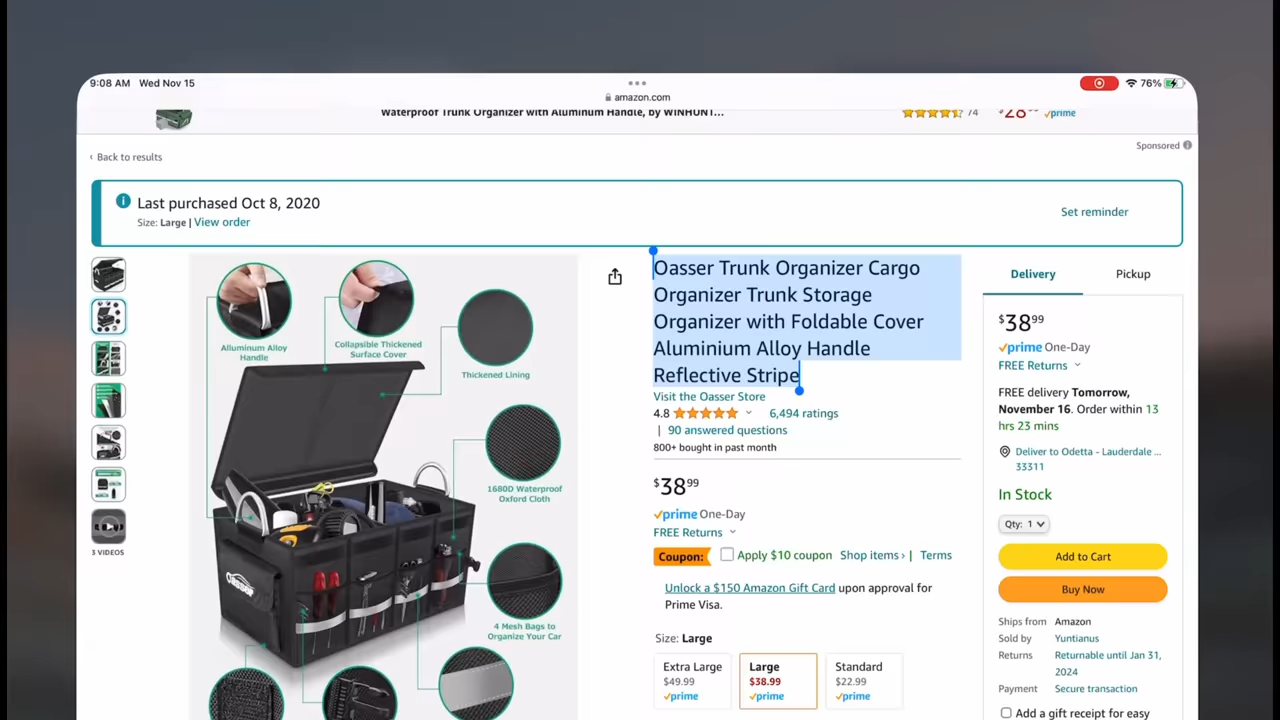 9:08 AM Wed Nov 15
76%
amazon.com
Waterproof Trunk Organizer with Aluminum Handle, by WINHUNT...
74
prime
Sponsored
‹ Back to results
Last purchased Oct 8, 2020
Size: Large | View order
Set reminder
Aluminum Alloy
Handle
Collapsible Thickened
Surface Cover
Thickened Lining
1680D Waterproof
Oxford Cloth
4 Mesh Bags to
Organize Your Car
OASSER
3 VIDEOS
Oasser Trunk Organizer Cargo
Organizer Trunk Storage
Organizer with Foldable Cover
Aluminium Alloy Handle
Reflective Stripe
Visit the Oasser Store
4.8 6,494 ratings
| 90 answered questions
800+ bought in past month
$38 99
prime One-Day
FREE Returns
Coupon: Apply $10 coupon Shop items › | Terms
Unlock a $150 Amazon Gift Card upon approval for
Prime Visa.
Size: Large
Extra Large
$49.99
prime
Large
$38.99
prime
Standard
$22.99
prime
Delivery
Pickup
$38 99
prime One-Day
FREE Returns
FREE delivery Tomorrow,
November 16. Order within 13
hrs 23 mins
Deliver to Odetta - Lauderdale ...
33311
In Stock
Qty: 1
Add to Cart
Buy Now
Ships from Amazon
Sold by Yuntianus
Returns Returnable until Jan 31,
2024
Payment Secure transaction
Add a gift receipt for easy